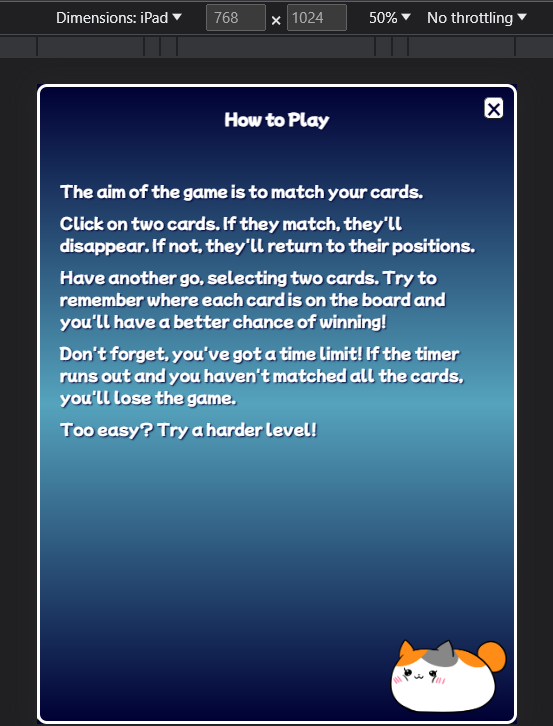 Dimensions: iPad 768 × 1024 50% No throttling
How to Play
The aim of the game is to match your cards.
Click on two cards. If they match, they'll
disappear. If not, they'll return to their positions.
Have another go, selecting two cards. Try to
remember where each card is on the board and
you'll have a better chance of winning!
Don't forget, you've got a time limit! If the timer
runs out and you haven't matched all the cards,
you'll lose the game.
Too easy? Try a harder level!